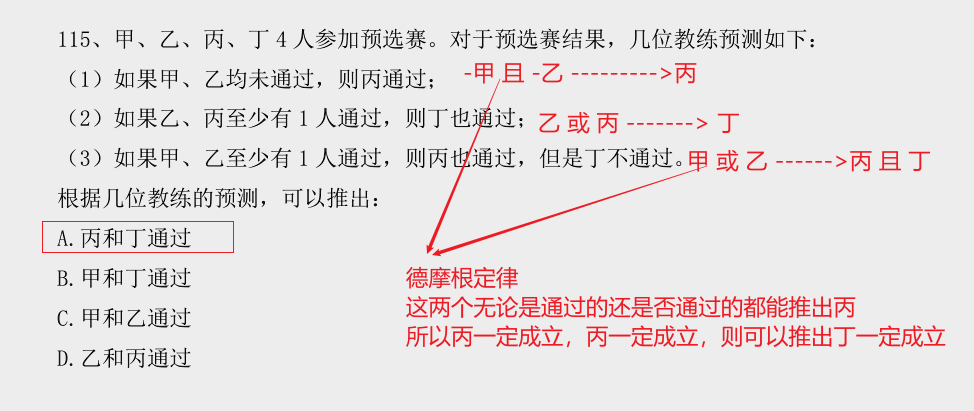 115、甲、乙、丙、丁 4 人参加预选赛。对于预选赛结果，几位教练预测如下：
（1）如果甲、乙均未通过，则丙通过； -甲 且 -乙 --------->丙
（2）如果乙、丙至少有 1 人通过，则丁也通过； 乙 或 丙 -------> 丁
（3）如果甲、乙至少有 1 人通过，则丙也通过，但是丁不通过。 甲 或 乙 ------>丙 且 丁
根据几位教练的预测，可以推出：
A.丙和丁通过
B.甲和丁通过
C.甲和乙通过
D.乙和丙通过
德摩根定律
这两个无论是通过的还是否通过的都能推出丙
所以丙一定成立，丙一定成立，则可以推出丁一定成立